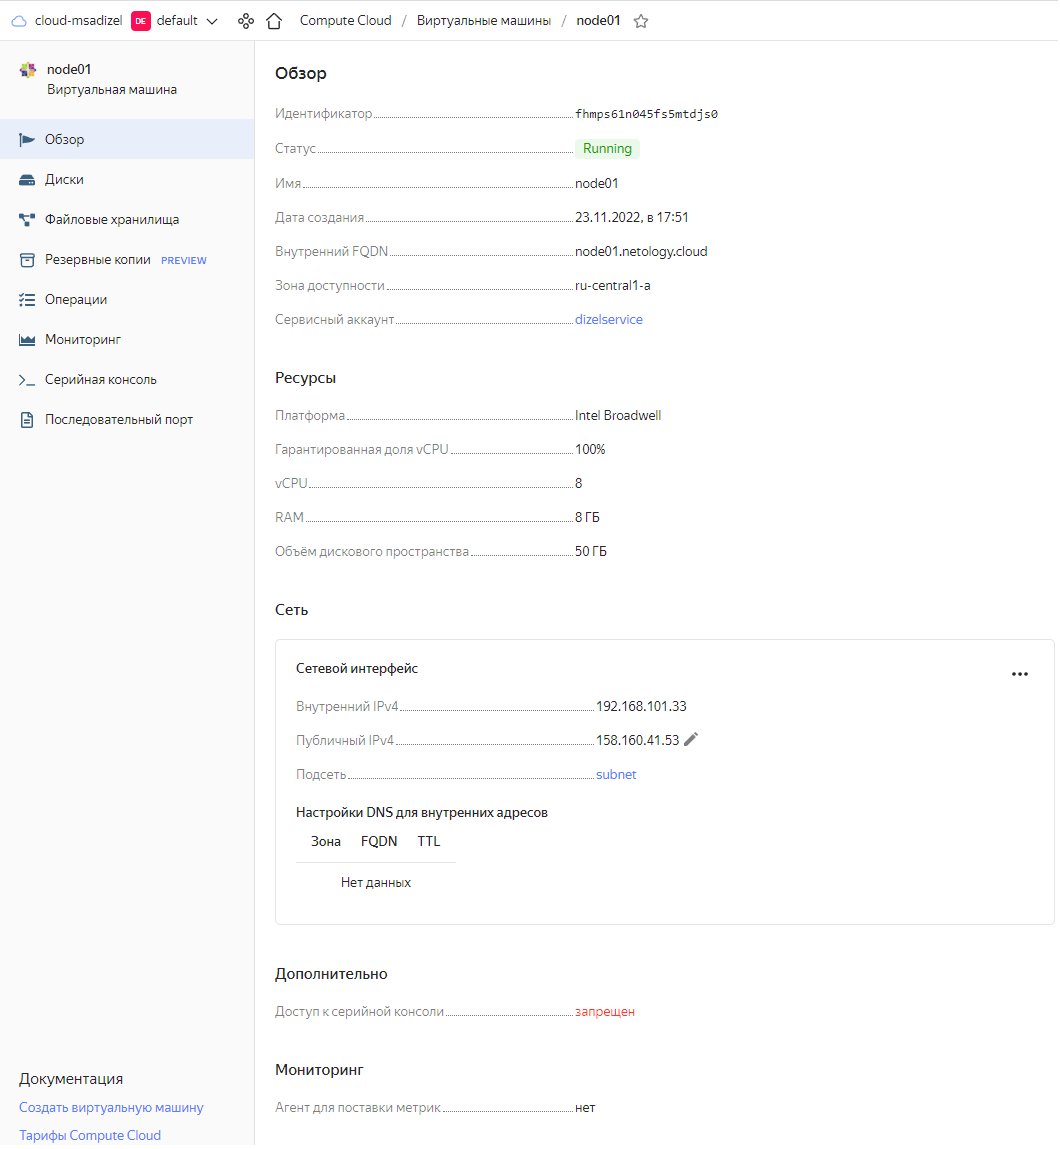 cloud-msadizel DE default Compute Cloud / Виртуальные машины / node01
node01
Виртуальная машина
Обзор
Диски
Файловые хранилища
Резервные копии PREVIEW
Операции
Мониторинг
Серийная консоль
Последовательный порт
Документация
Создать виртуальную машину
Тарифы Compute Cloud
Обзор
Идентификатор fhmps61n045fs5mtdjs0
Статус Running
Имя node01
Дата создания 23.11.2022, в 17:51
Внутренний FQDN node01.netology.cloud
Зона доступности ru-central1-a
Сервисный аккаунт dizelservice
Ресурсы
Платформа Intel Broadwell
Гарантированная доля vCPU 100%
vCPU 8
RAM 8 ГБ
Объём дискового пространства 50 ГБ
Сеть
Сетевой интерфейс
Внутренний IPv4 192.168.101.33
Публичный IPv4 158.160.41.53
Подсеть subnet
Настройки DNS для внутренних адресов
Зона FQDN TTL
Нет данных
Дополнительно
Доступ к серийной консоли запрещен
Мониторинг
Агент для поставки метрик нет